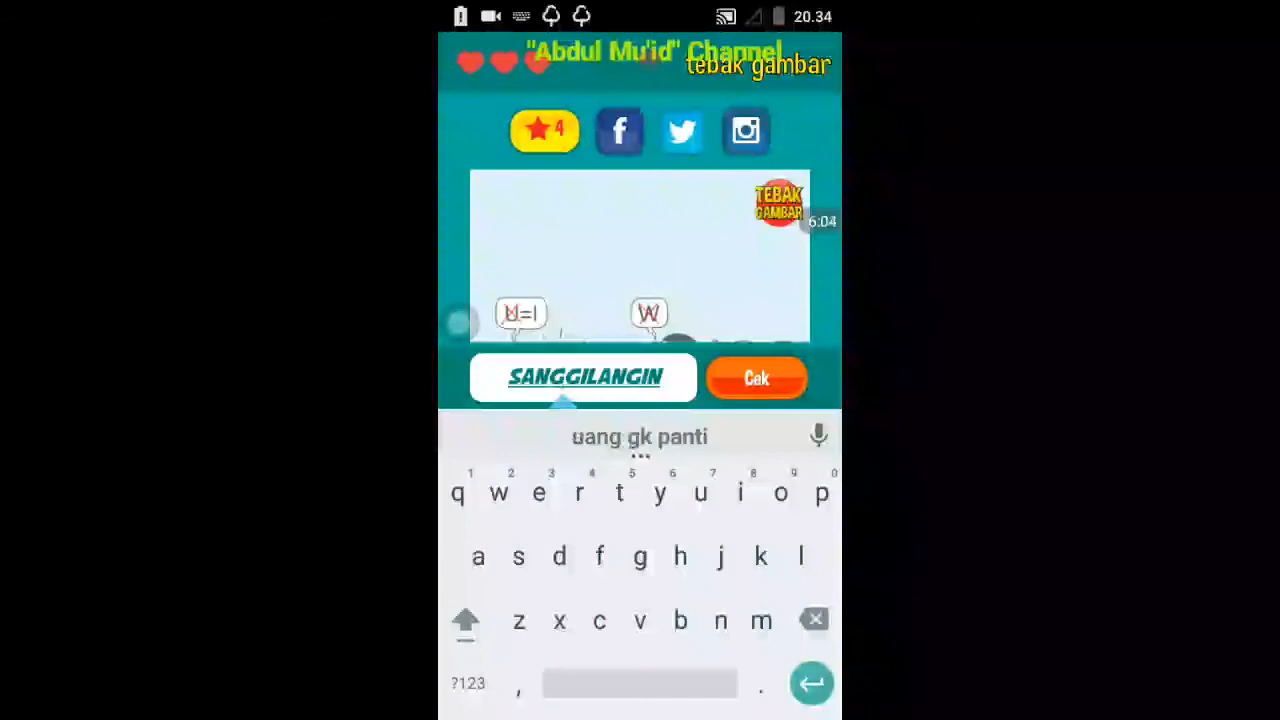 20.34
"Abdul Mu'id" Channel
tebak gambar
4
TEBAK
GAMBAR
6:04
U=I
W
SANGGILANGIN
Cek
uang gk panti
1 2 3 4 5 6 7 8 9 0
q w e r t y u i o p
a s d f g h j k l
z x c v b n m
?123 , .